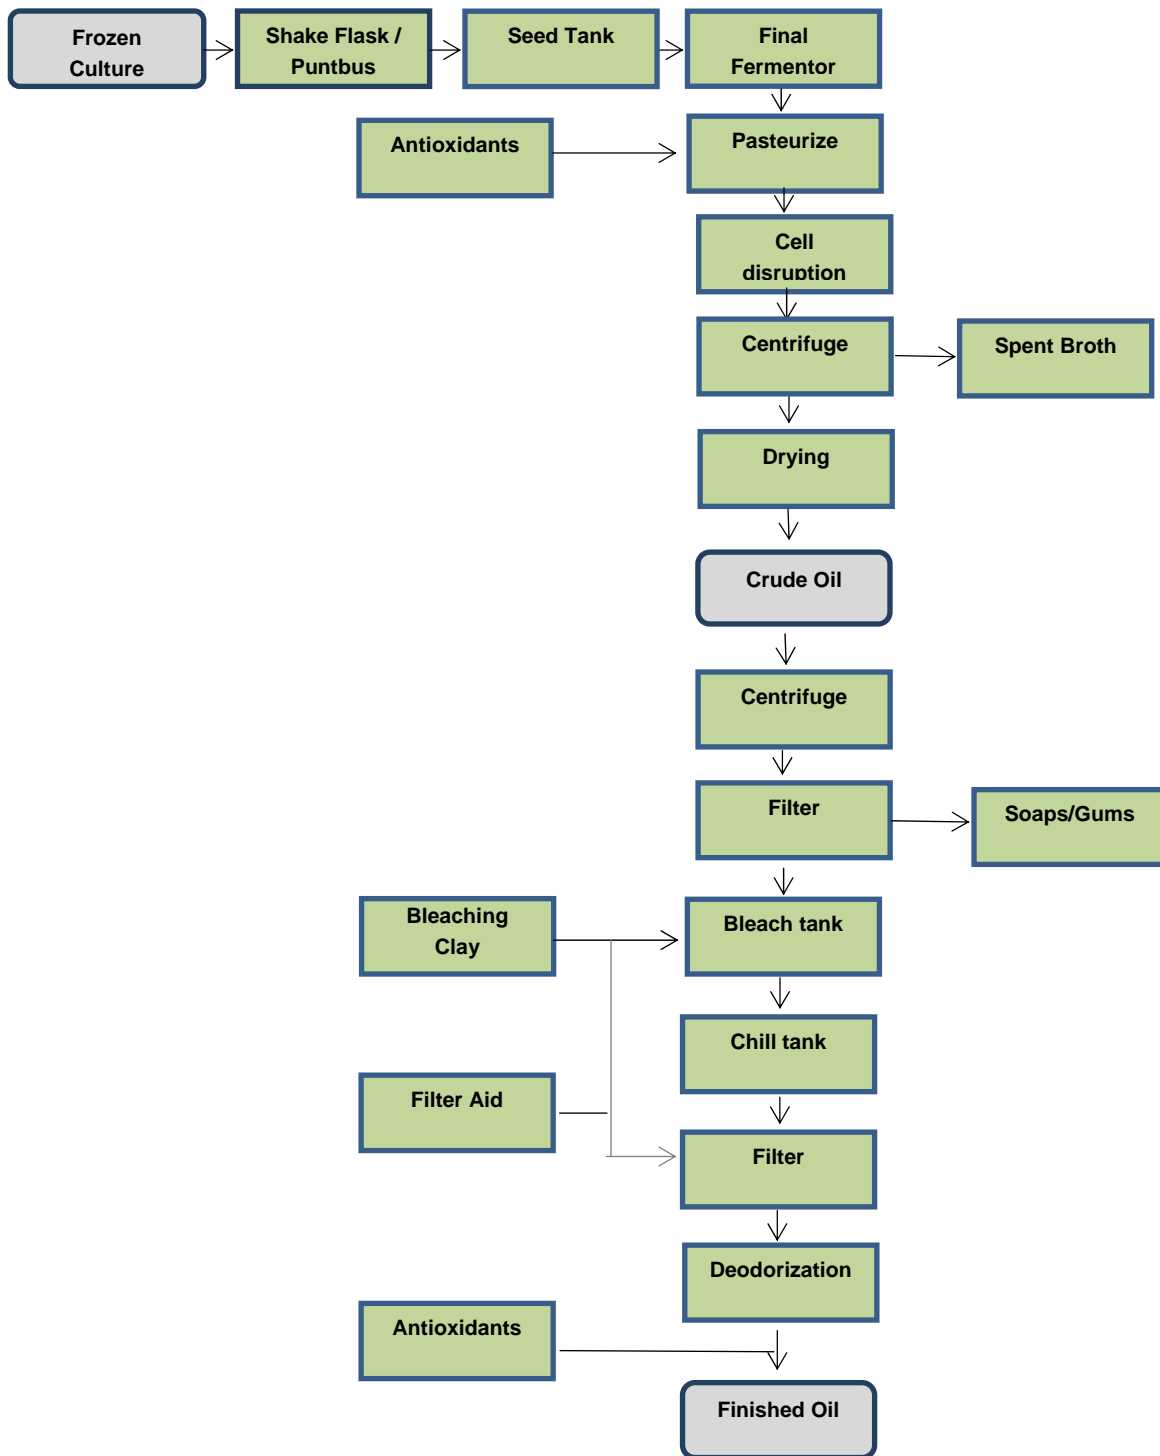 Frozen
Culture
Shake Flask /
Puntbus
Seed Tank
Final
Fermentor
Antioxidants
Pasteurize
Cell
disruption
Centrifuge
Spent Broth
Drying
Crude Oil
Centrifuge
Filter
Soaps/Gums
Bleaching
Clay
Bleach tank
Chill tank
Filter Aid
Filter
Deodorization
Antioxidants
Finished Oil